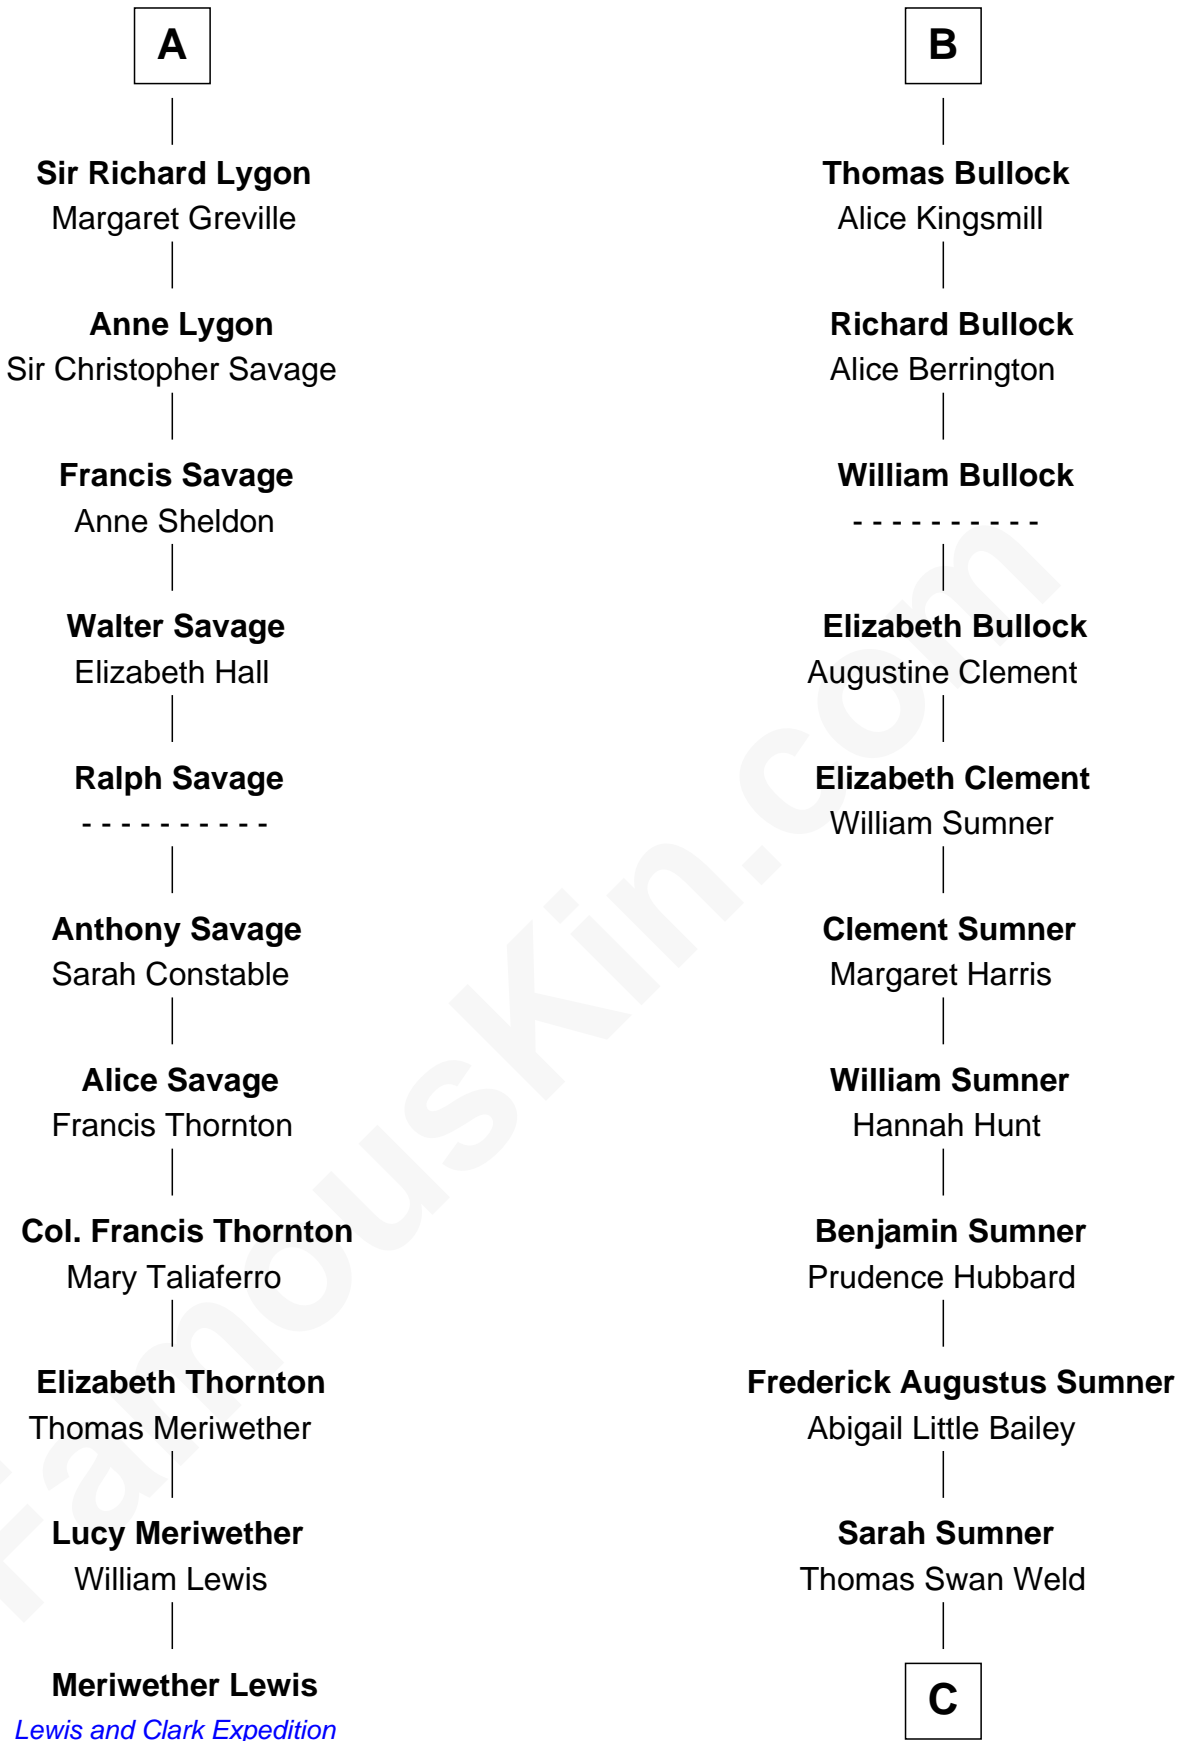 A
Sir Richard Lygon
Margaret Greville
Anne Lygon
Sir Christopher Savage
Francis Savage
Anne Sheldon
Walter Savage
Elizabeth Hall
Ralph Savage
- - - - - - - - - -
Anthony Savage
Sarah Constable
Alice Savage
Francis Thornton
Col. Francis Thornton
Mary Taliaferro
Elizabeth Thornton
Thomas Meriwether
Lucy Meriwether
William Lewis
Meriwether Lewis
Lewis and Clark Expedition
B
Thomas Bullock
Alice Kingsmill
Richard Bullock
Alice Berrington
William Bullock
- - - - - - - - - -
Elizabeth Bullock
Augustine Clement
Elizabeth Clement
William Sumner
Clement Sumner
Margaret Harris
William Sumner
Hannah Hunt
Benjamin Sumner
Prudence Hubbard
Frederick Augustus Sumner
Abigail Little Bailey
Sarah Sumner
Thomas Swan Weld
C
FamousKin.com